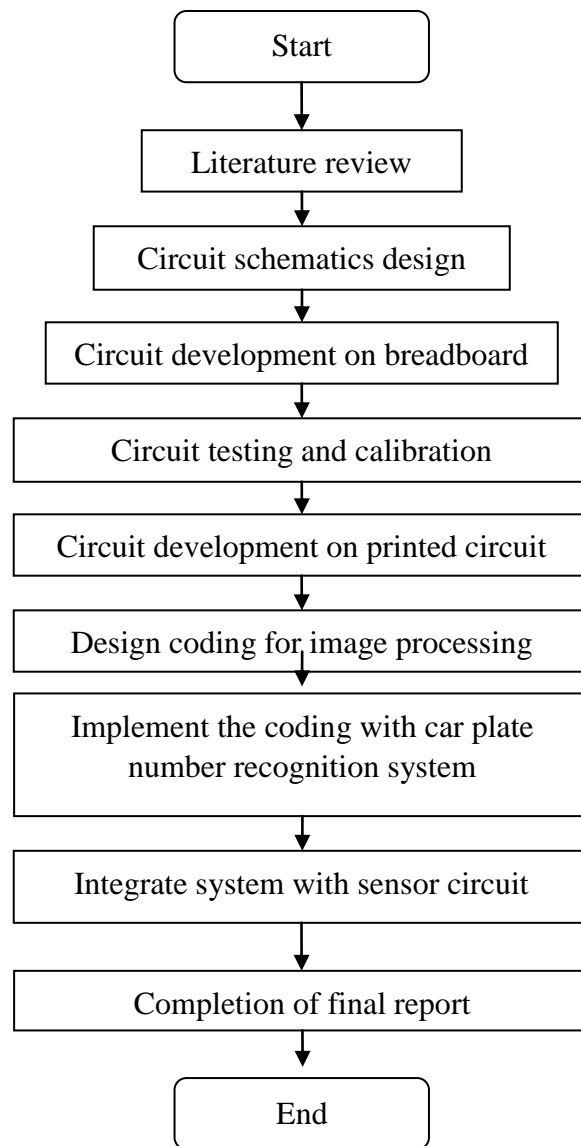 Start
Literature review
Circuit schematics design
Circuit development on breadboard
Circuit testing and calibration
Circuit development on printed circuit
Design coding for image processing
Implement the coding with car plate
number recognition system
Integrate system with sensor circuit
Completion of final report
End